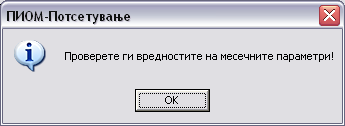 ПИОМ-Потсетување
Проверете ги вредностите на месечните параметри!
OK